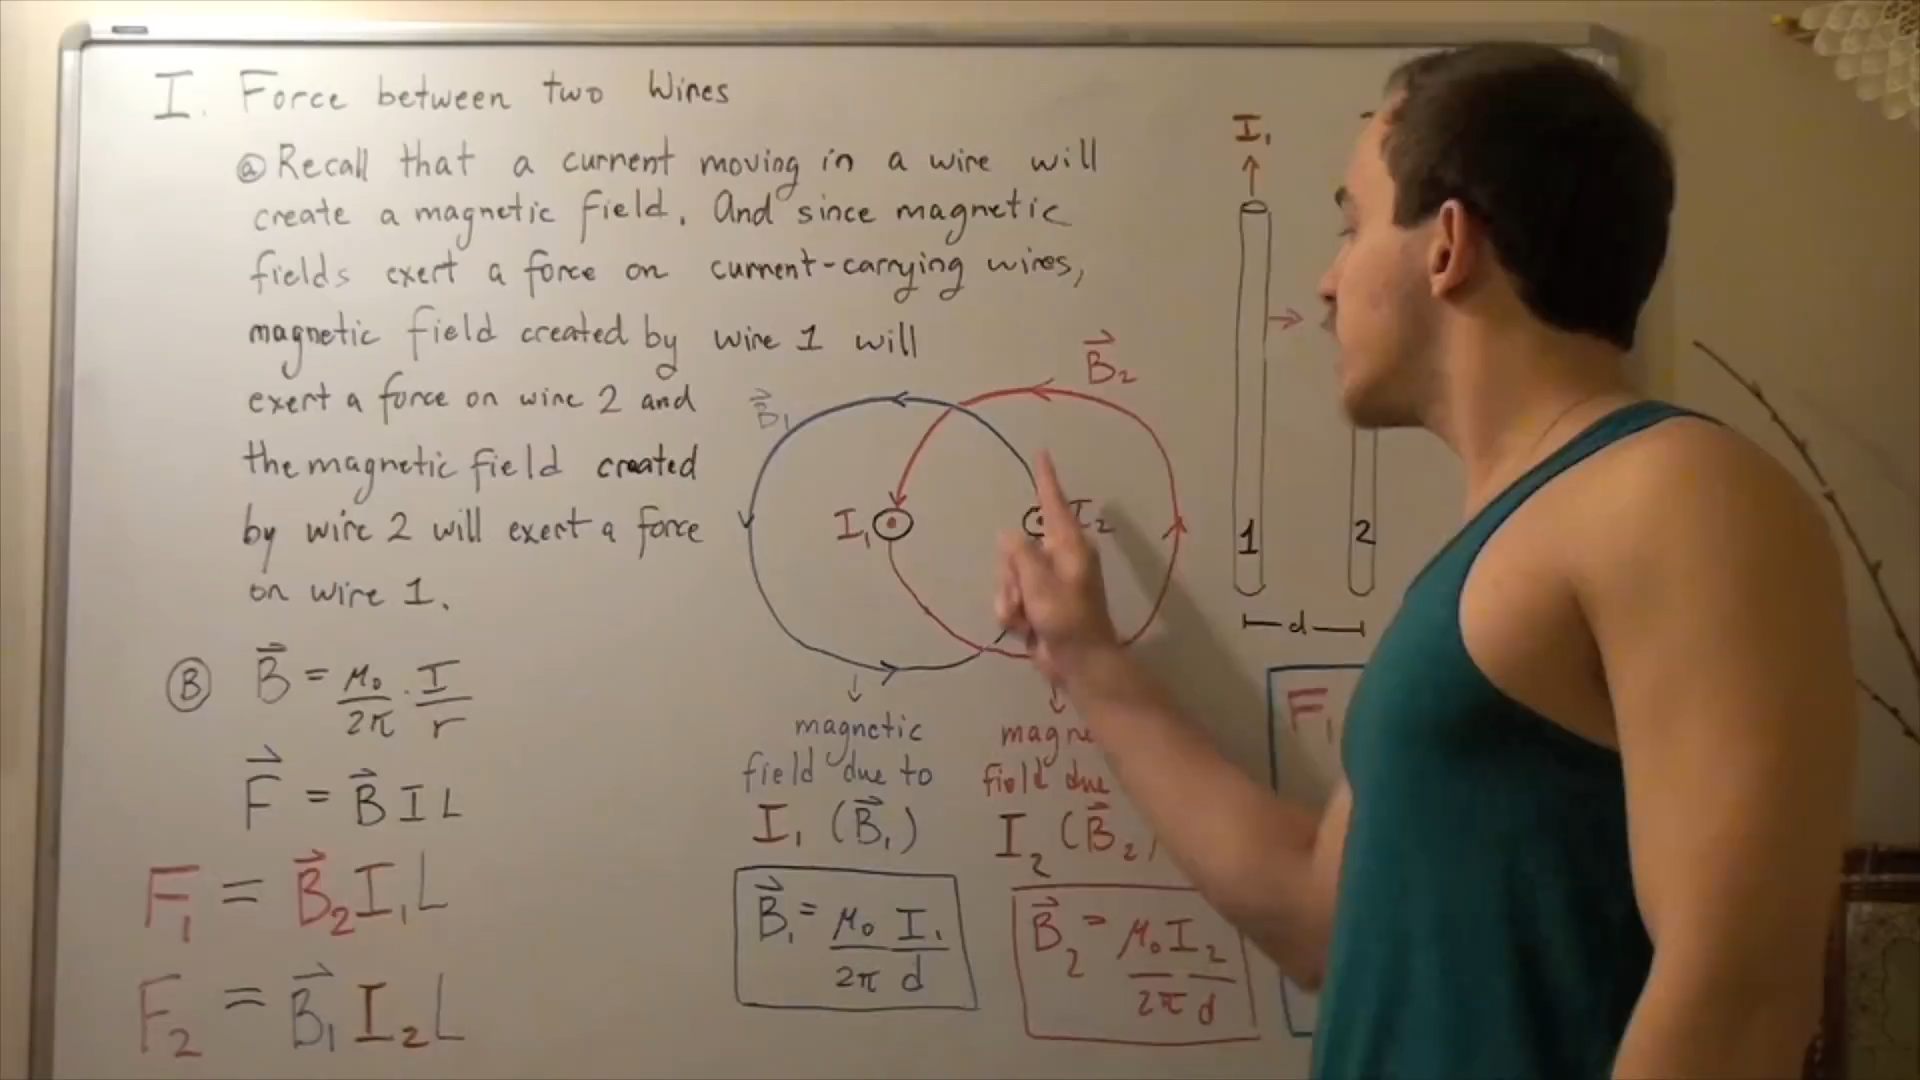 I. Force between two Wires
ⓐ Recall that a current moving in a wire will
create a magnetic field. And since magnetic
fields exert a force on current-carrying wires,
magnetic field created by wire 1 will
exert a force on wire 2 and
the magnetic field created
by wire 2 will exert a force
on wire 1.
Ⓑ B⃗ = μ₀/2π · I/r
F⃗ = B⃗ I L
F₁ = B⃗₂ I₁ L
F₂ = B⃗₁ I₂ L
B⃗₁
B⃗₂
I₁
I₂
magnetic
field due to
I₁ (B⃗₁)
B⃗₁ = μ₀/2π I₁/d
field due
I₂ (B⃗₂)
B⃗₂ = μ₀/2π I₂/d
I₁
1
2
d
F₁